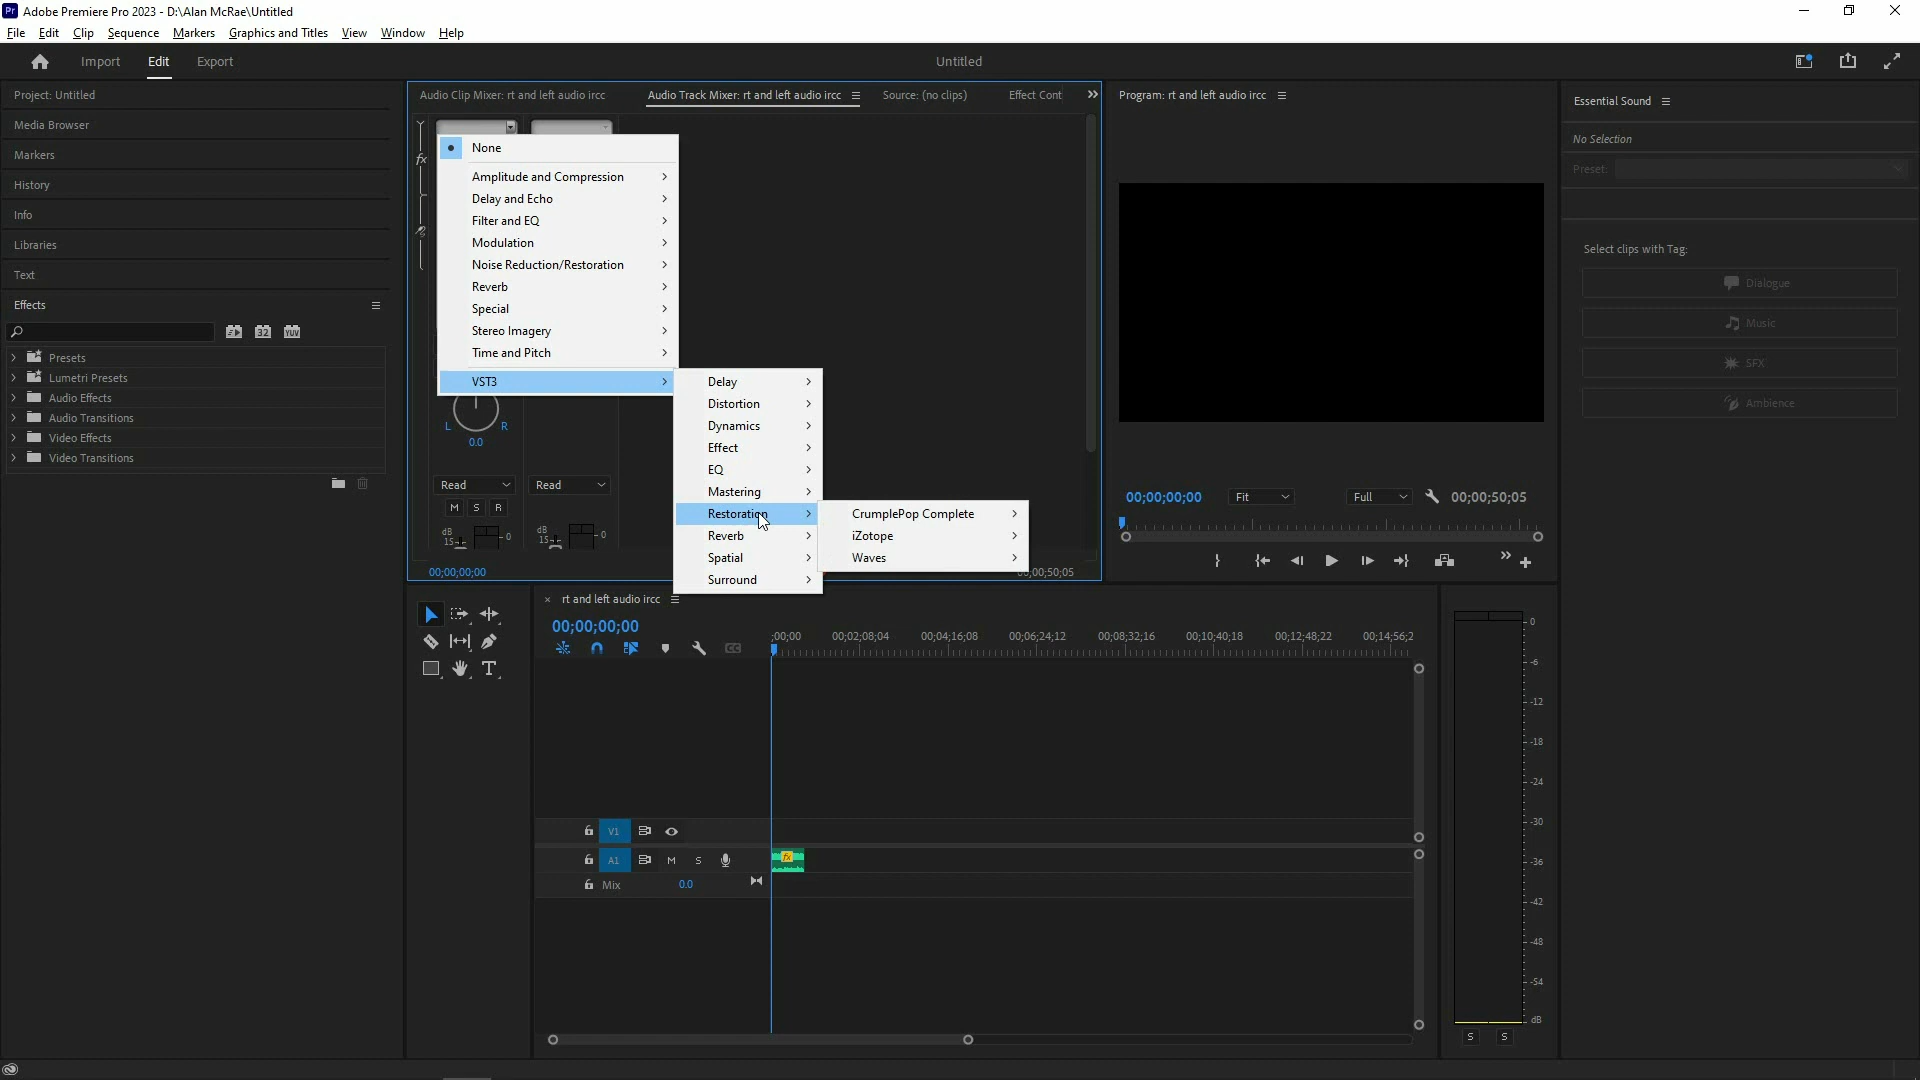 Pr Adobe Premiere Pro 2023 - D:\Alan McRae\Untitled
File Edit Clip Sequence Markers Graphics and Titles View Window Help
Import Edit Export Untitled
Project: Untitled
Media Browser
Markers
History
Info
Libraries
Text
Effects
32 YUV
Presets
Lumetri Presets
Audio Effects
Audio Transitions
Video Effects
Video Transitions
Audio Clip Mixer: rt and left audio ircc Audio Track Mixer: rt and left audio ircc Source: (no clips) Effect Cont
fx
None
Amplitude and Compression
Delay and Echo
Filter and EQ
Modulation
Noise Reduction/Restoration
Reverb
Special
Stereo Imagery
Time and Pitch
VST3
Delay
Distortion
Dynamics
Effect
EQ
Mastering
Restoration
Reverb
Spatial
Surround
CrumplePop Complete
iZotope
Waves
L R
0.0
Read Read
M S R
dB 0 dB 0
15 15
00;00;00;00 00;00;50;05
Program: rt and left audio ircc
00;00;00;00 Fit Full 00;00;50;05
Essential Sound
No Selection
Preset:
Select clips with Tag:
Dialogue
Music
SFX
Ambience
× rt and left audio ircc
00;00;00;00
CC
;00;00 00;02;08;04 00;04;16;08 00;06;24;12 00;08;32;16 00;10;40;18 00;12;48;22 00;14;56;2
V1
A1 M S fx
Mix 0.0
0
-6
-12
-18
-24
-30
-36
-42
-48
-54
dB
S S